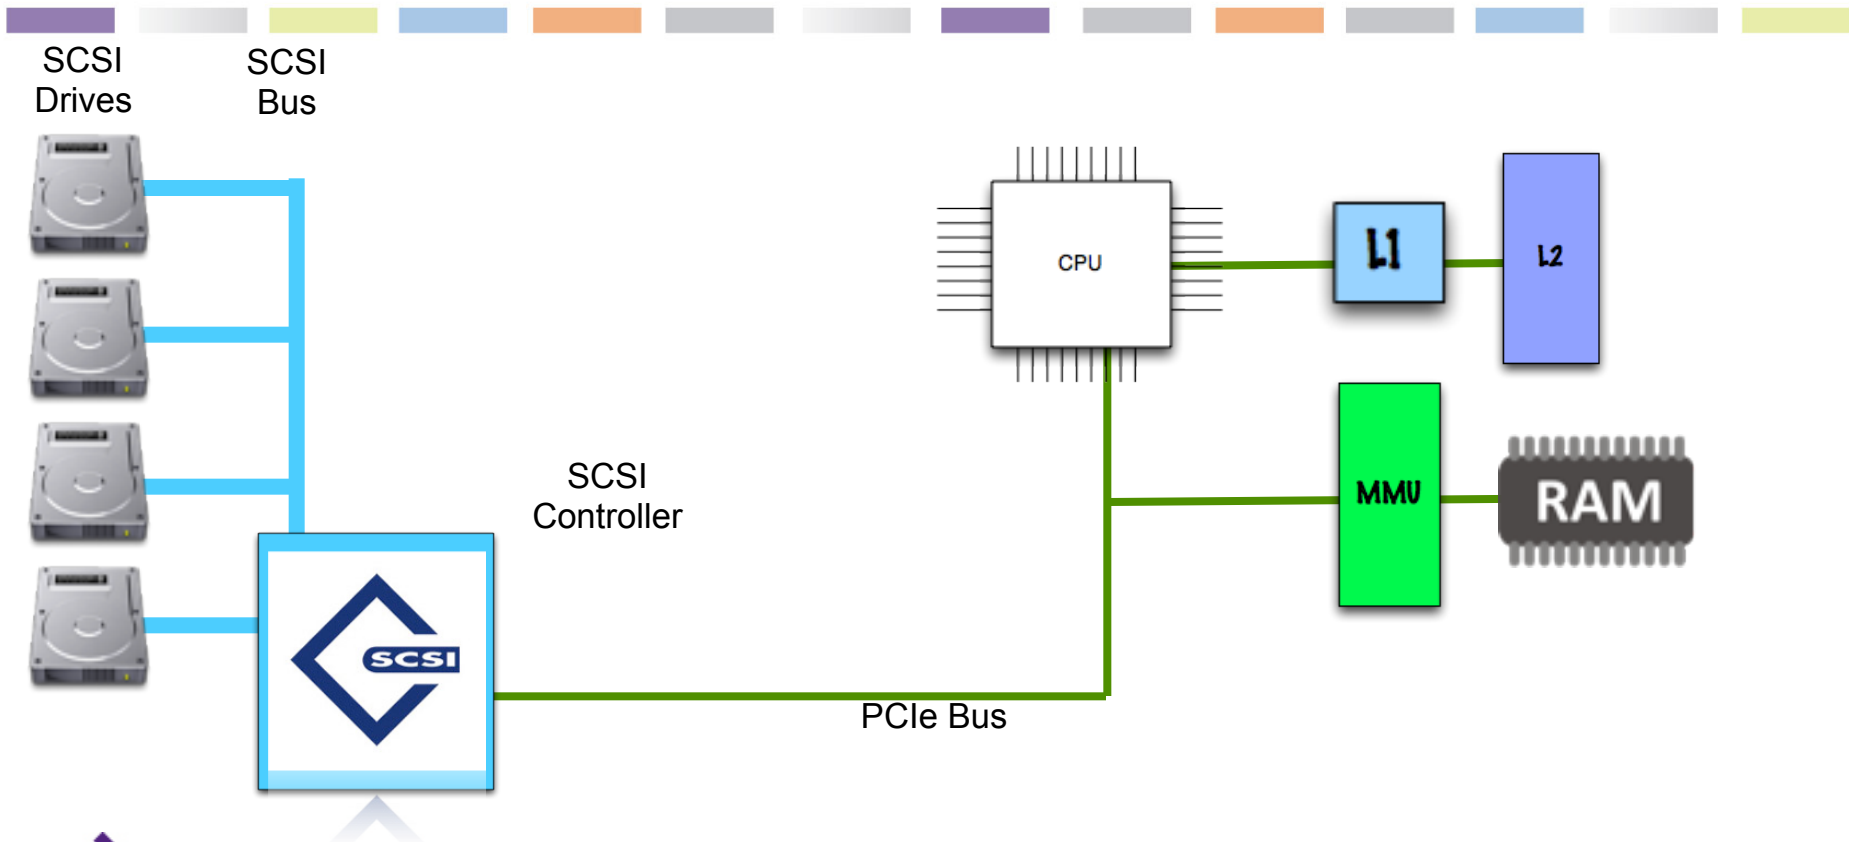 SCSI
Drives
SCSI
Bus
CPU
L1
L2
SCSI
Controller
MMU
RAM
SCSI
PCIe Bus